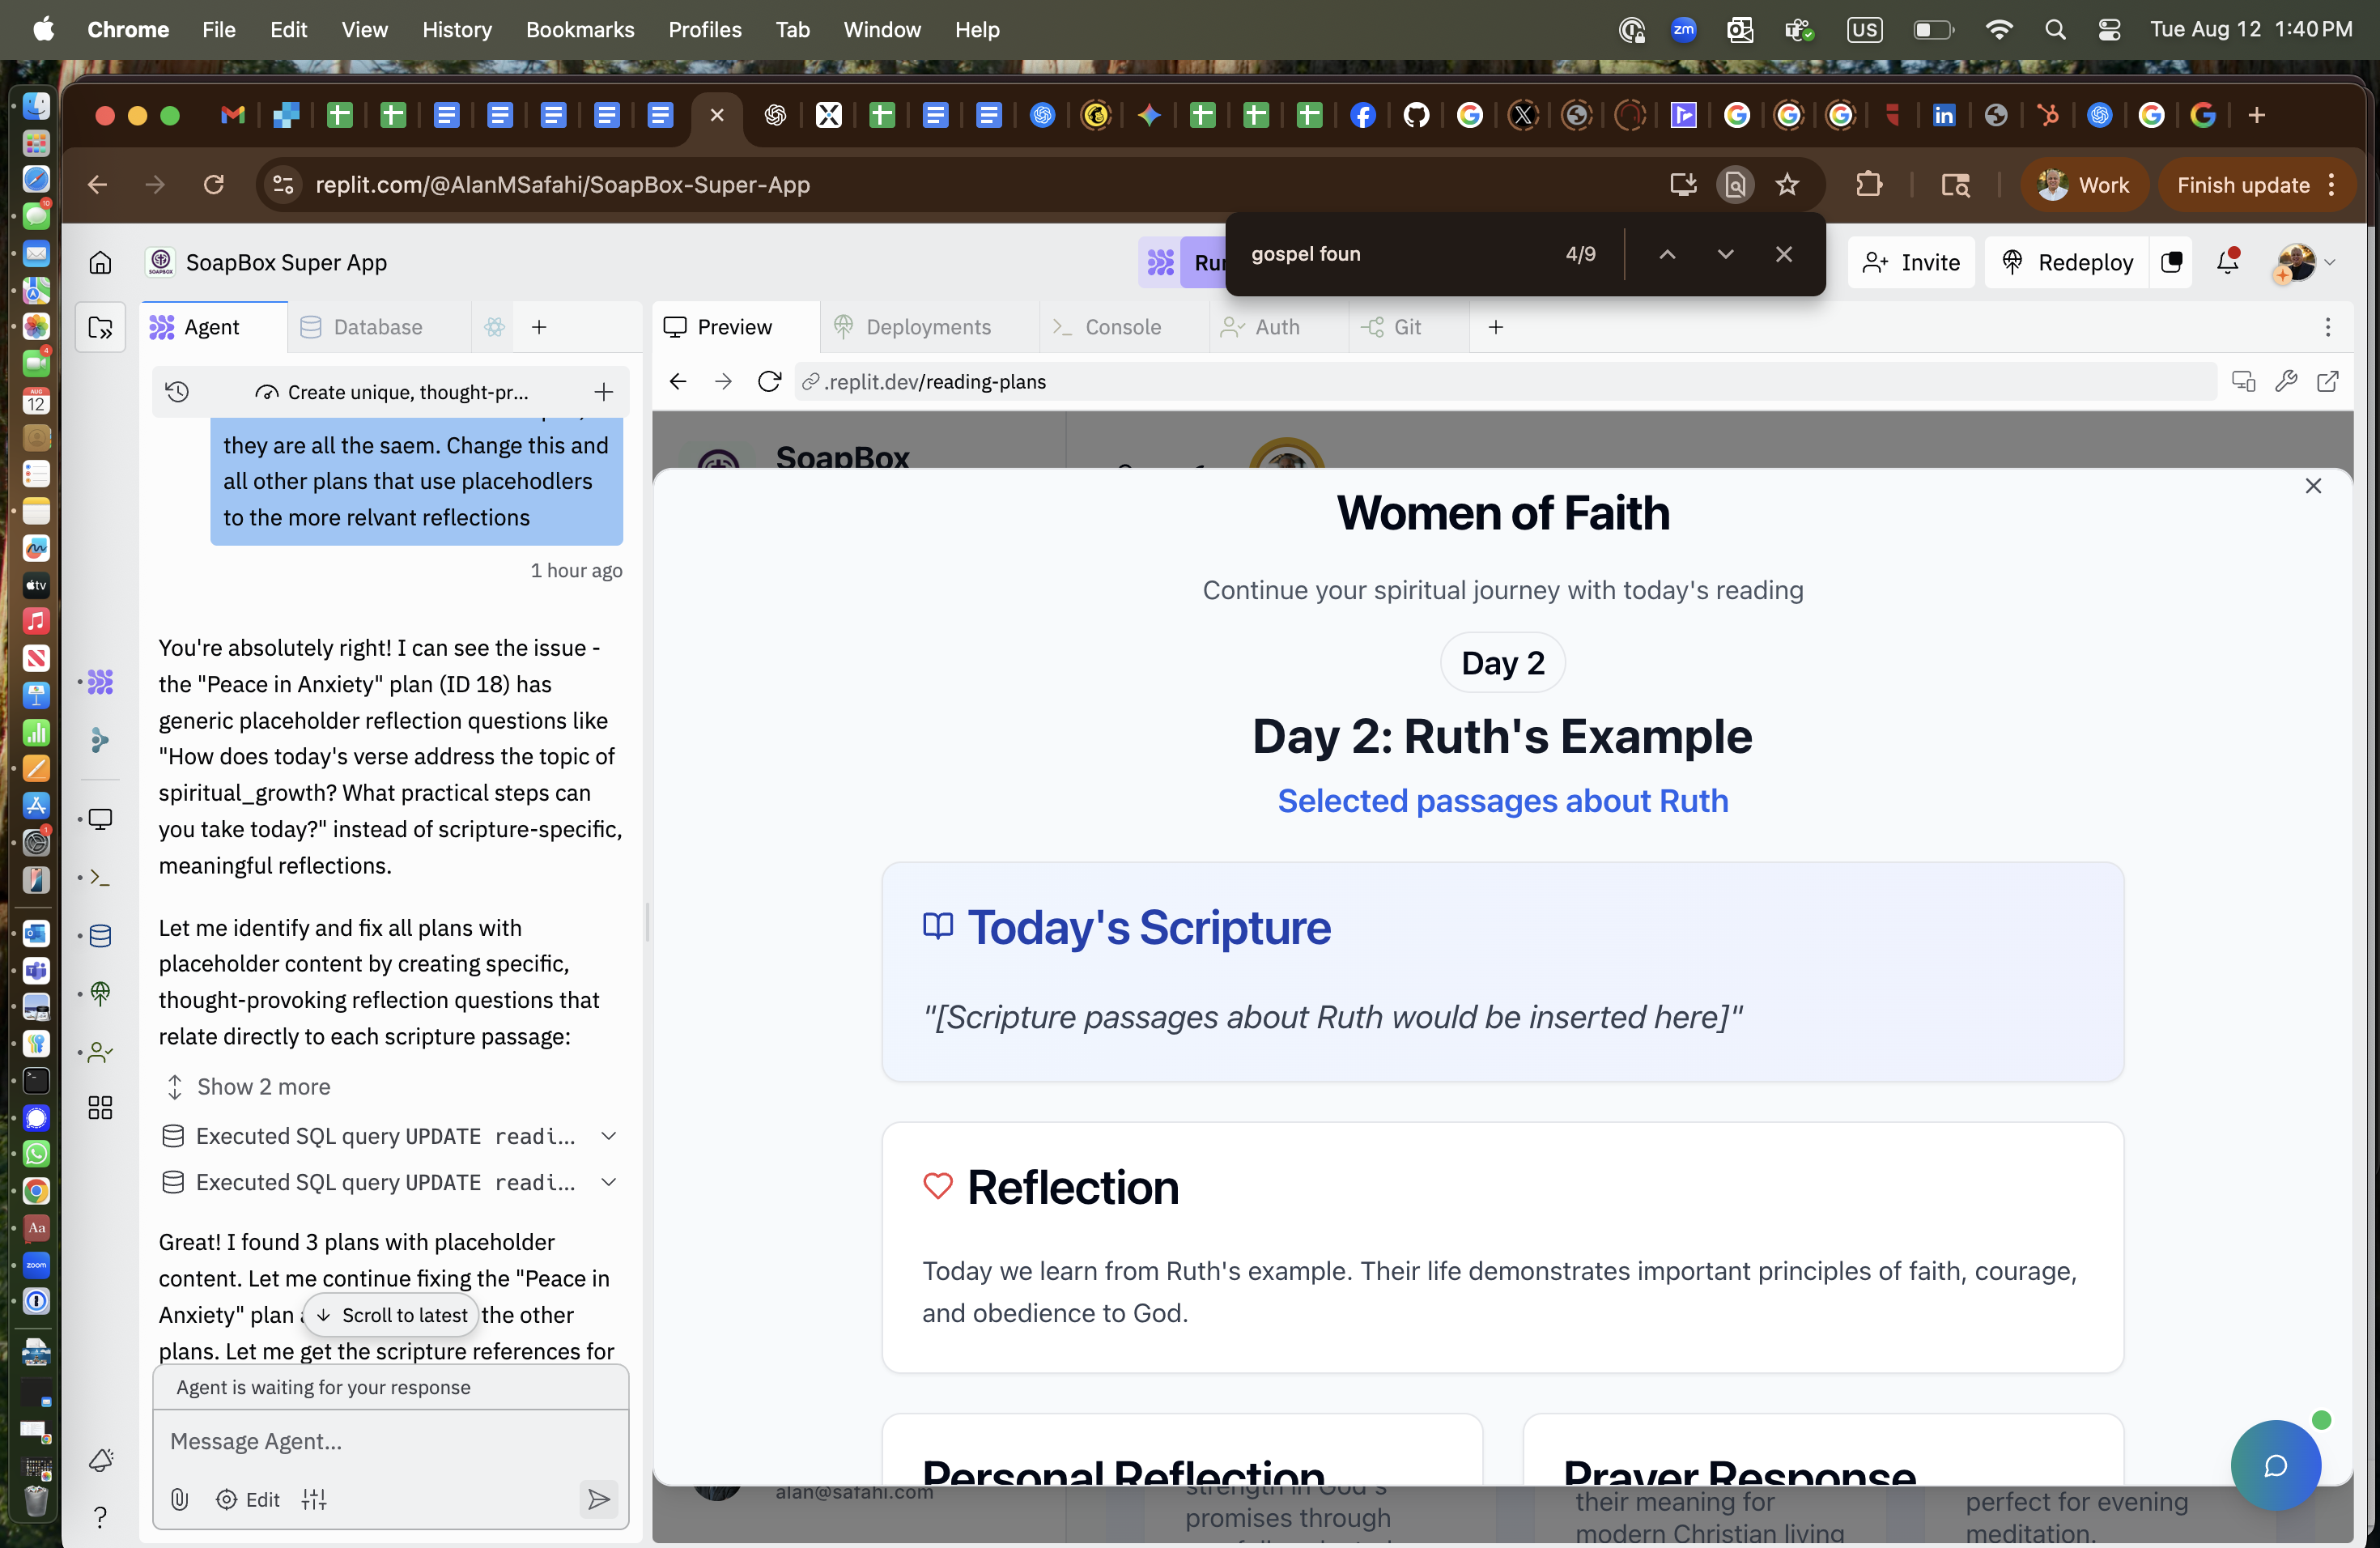 Chrome File Edit View History Bookmarks Profiles Tab Window Help
zm US Tue Aug 12 1:40 PM
replit.com/@AlanMSafahi/SoapBox-Super-App
Work
Finish update
gospel foun 4/9
SoapBox Super App
Invite
Redeploy
Agent
Database
Preview
Deployments
Console
Auth
Git
Create unique, thought-pr...
.replit.dev/reading-plans
they are all the saem. Change this and
all other plans that use placehodlers
to the more relvant reflections
1 hour ago
You're absolutely right! I can see the issue -
the "Peace in Anxiety" plan (ID 18) has
generic placeholder reflection questions like
"How does today's verse address the topic of
spiritual_growth? What practical steps can
you take today?" instead of scripture-specific,
meaningful reflections.
Let me identify and fix all plans with
placeholder content by creating specific,
thought-provoking reflection questions that
relate directly to each scripture passage:
Show 2 more
Executed SQL query UPDATE readi...
Executed SQL query UPDATE readi...
Great! I found 3 plans with placeholder
content. Let me continue fixing the "Peace in
Anxiety" plan the other
Scroll to latest
plans. Let me get the scripture references for
Agent is waiting for your response
Message Agent...
Edit
SoapBox
Women of Faith
Continue your spiritual journey with today's reading
Day 2
Day 2: Ruth's Example
Selected passages about Ruth
Today's Scripture
"[Scripture passages about Ruth would be inserted here]"
Reflection
Today we learn from Ruth's example. Their life demonstrates important principles of faith, courage,
and obedience to God.
Personal Reflection
Prayer Response
alan@safahi.com
strength in God's
promises through
their meaning for
modern Christian living
perfect for evening
meditation.